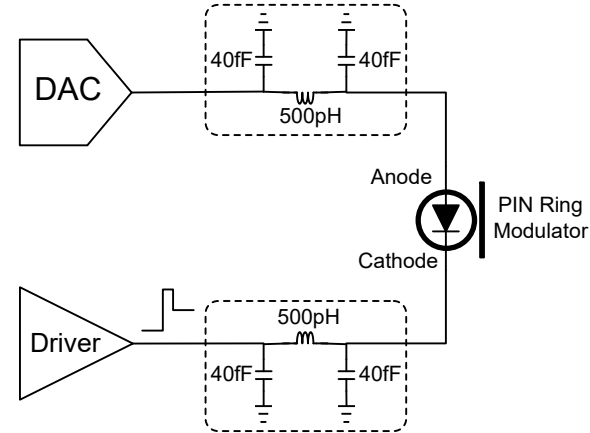 40fF
40fF
DAC
500pH
Anode
PIN Ring
Modulator
Cathode
500pH
Driver
40fF
40fF